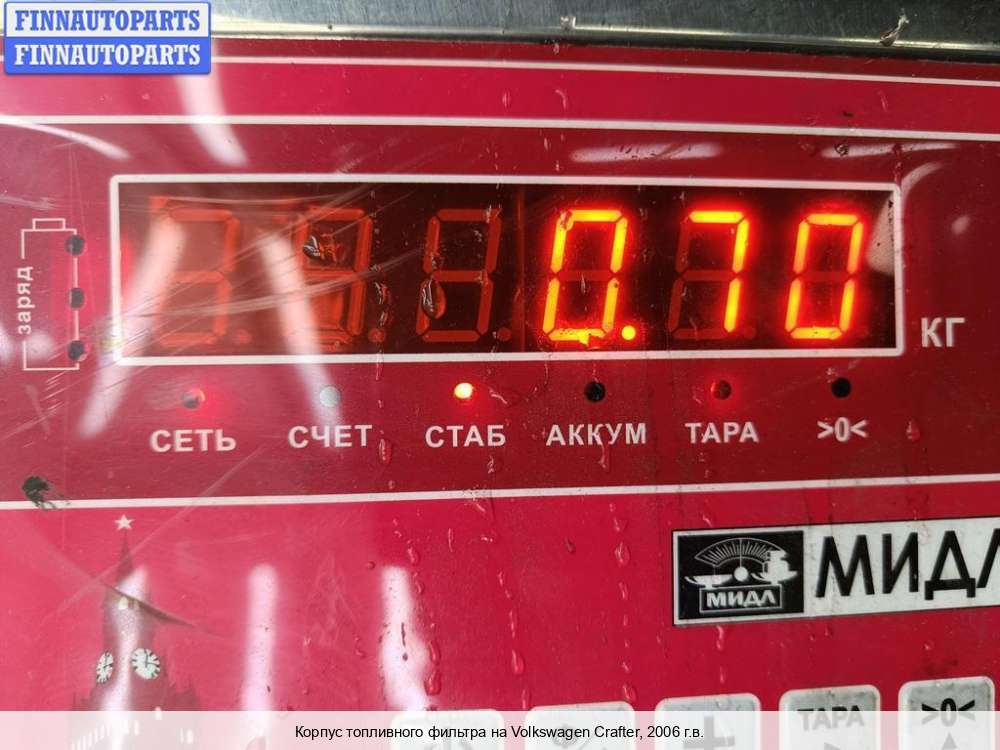 FINNAUTOPARTS
FINNAUTOPARTS
заряд
0.70
КГ
СЕТЬ
СЧЕТ
СТАБ
АККУМ
ТАРА
>0<
МИДЛ
МИДЛ
ТАРА
>0<
Корпус топливного фильтра на Volkswagen Crafter, 2006 г.в.